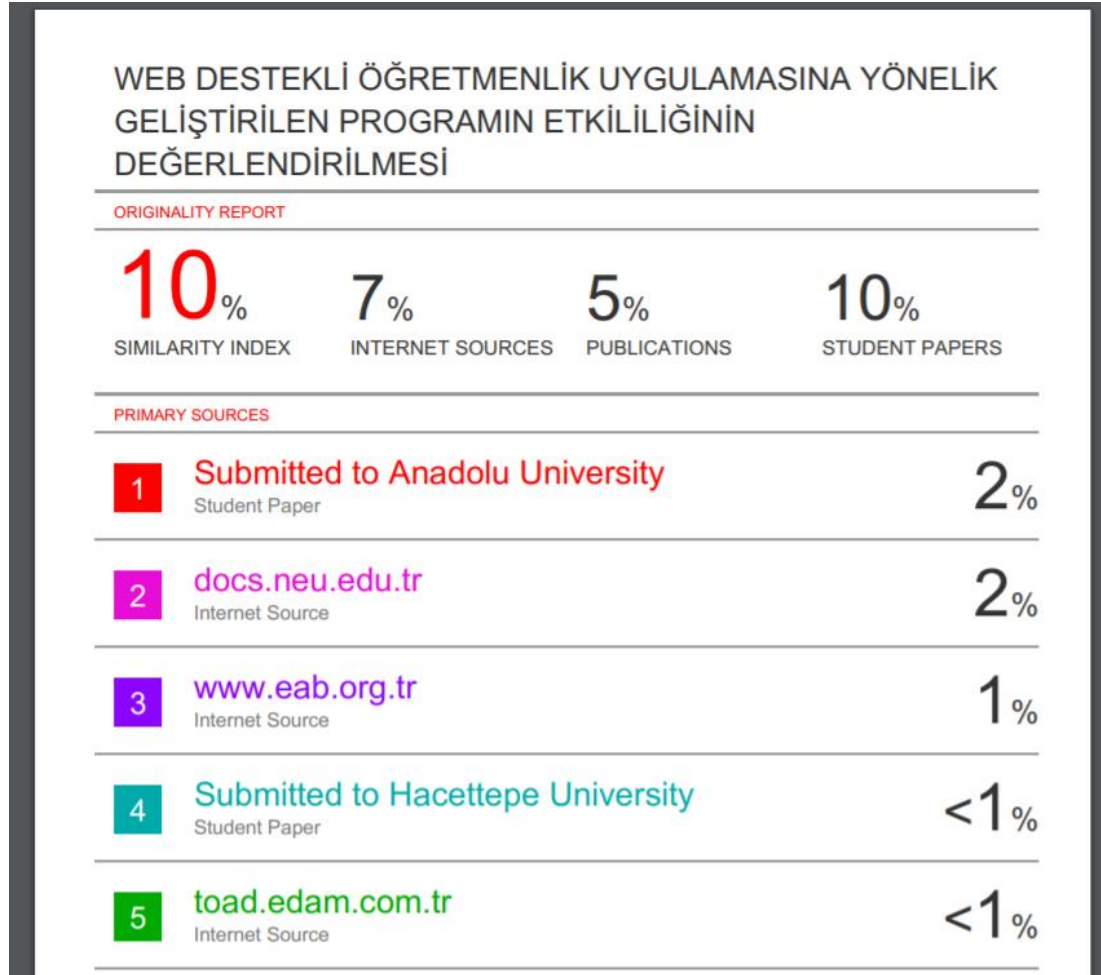 WEB DESTEKLİ ÖĞRETMENLİK UYGULAMASINA YÖNELİK
GELİŞTİRİLEN PROGRAMIN ETKİLİLİĞİNİN
DEĞERLENDİRİLMESİ
ORIGINALITY REPORT
10% 7% 5% 10%
SIMILARITY INDEX INTERNET SOURCES PUBLICATIONS STUDENT PAPERS
PRIMARY SOURCES
1 Submitted to Anadolu University 2%
Student Paper
2 docs.neu.edu.tr 2%
Internet Source
3 www.eab.org.tr 1%
Internet Source
4 Submitted to Hacettepe University <1%
Student Paper
5 toad.edam.com.tr <1%
Internet Source